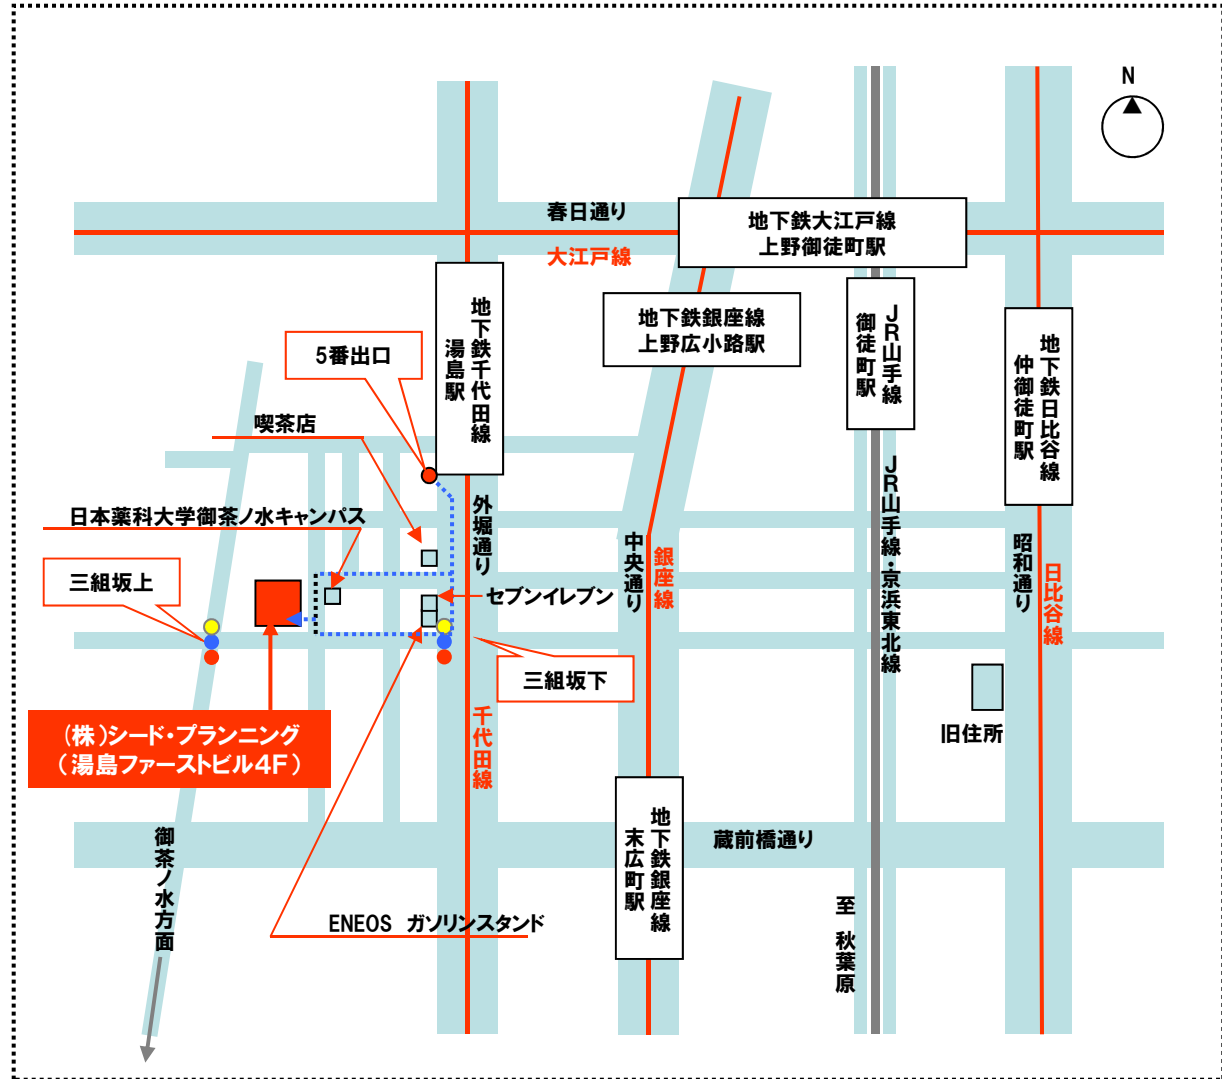 N
春日通り
大江戸線
地下鉄大江戸線
上野御徒町駅
地下鉄千代田線
湯島駅
地下鉄銀座線
上野広小路駅
JR山手線
御徒町駅
地下鉄日比谷線
仲御徒町駅
5番出口
喫茶店
日本薬科大学御茶ノ水キャンパス
三組坂上
外堀通り
セブンイレブン
中央通り
銀座線
JR山手線・京浜東北線
昭和通り
日比谷線
三組坂下
旧住所
(株)シード・プランニング
(湯島ファーストビル4F)
千代田線
地下鉄銀座線
末広町駅
蔵前橋通り
御茶ノ水方面
ENEOS ガソリンスタンド
至 秋葉原